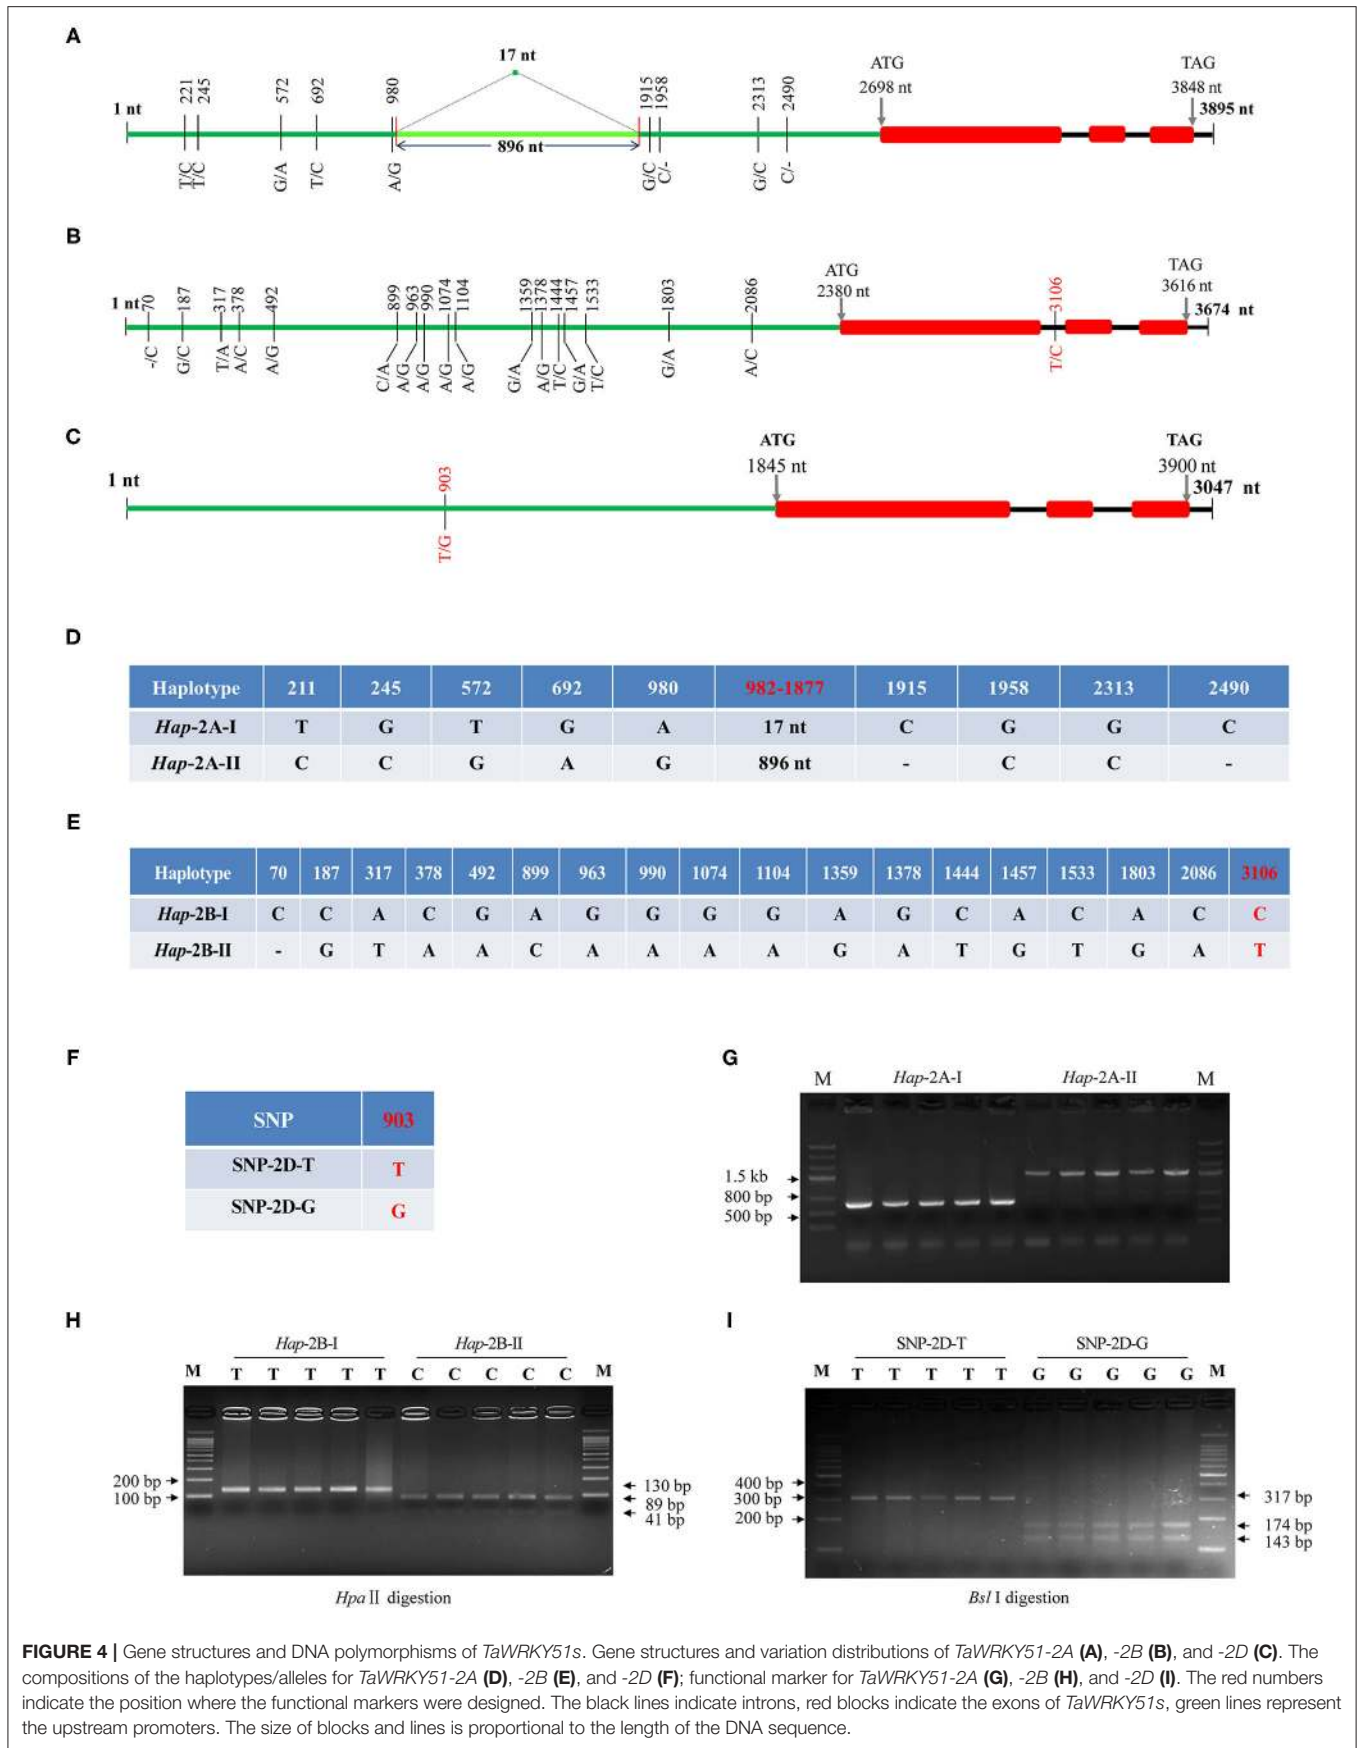 A
17 nt
ATG
TAG
221 245 572 692 980 1915 1958 2313 2490
2698 nt
3848 nt
1 nt
3895 nt
896 nt
T/C T/C G/A T/C A/G G/C C/- G/C C/-
B
ATG
TAG
1 nt 70 187 317 378 492 899 963 990 1074 1104 1359 1378 1444 1457 1533 1803 2086 3106
2380 nt
3616 nt
3674 nt
-/C G/C T/A A/C A/G C/A A/G A/G A/G A/G G/A A/G T/C G/A T/C G/A A/C T/C
C
ATG
TAG
1845 nt
3900 nt
1 nt
903
3047 nt
T/G
D
Haplotype 211 245 572 692 980 982-1877 1915 1958 2313 2490
Hap-2A-I T G T G A 17 nt C G G C
Hap-2A-II C C G A G 896 nt - C C -
E
Haplotype 70 187 317 378 492 899 963 990 1074 1104 1359 1378 1444 1457 1533 1803 2086 3106
Hap-2B-I C C A C G A G G G G A G C A C A C C
Hap-2B-II - G T A A C A A A A G A T G T G A T
F
SNP 903
SNP-2D-T T
SNP-2D-G G
G
M Hap-2A-I Hap-2A-II M
1.5 kb
800 bp
500 bp
H
Hap-2B-I Hap-2B-II
M T T T T T C C C C C M
200 bp
100 bp
130 bp
89 bp
41 bp
Hpa II digestion
I
SNP-2D-T SNP-2D-G
M T T T T T G G G G G M
400 bp
300 bp
200 bp
317 bp
174 bp
143 bp
Bsl I digestion
FIGURE 4 | Gene structures and DNA polymorphisms of TaWRKY51s. Gene structures and variation distributions of TaWRKY51-2A (A), -2B (B), and -2D (C). The
compositions of the haplotypes/alleles for TaWRKY51-2A (D), -2B (E), and -2D (F); functional marker for TaWRKY51-2A (G), -2B (H), and -2D (I). The red numbers
indicate the position where the functional markers were designed. The black lines indicate introns, red blocks indicate the exons of TaWRKY51s, green lines represent
the upstream promoters. The size of blocks and lines is proportional to the length of the DNA sequence.